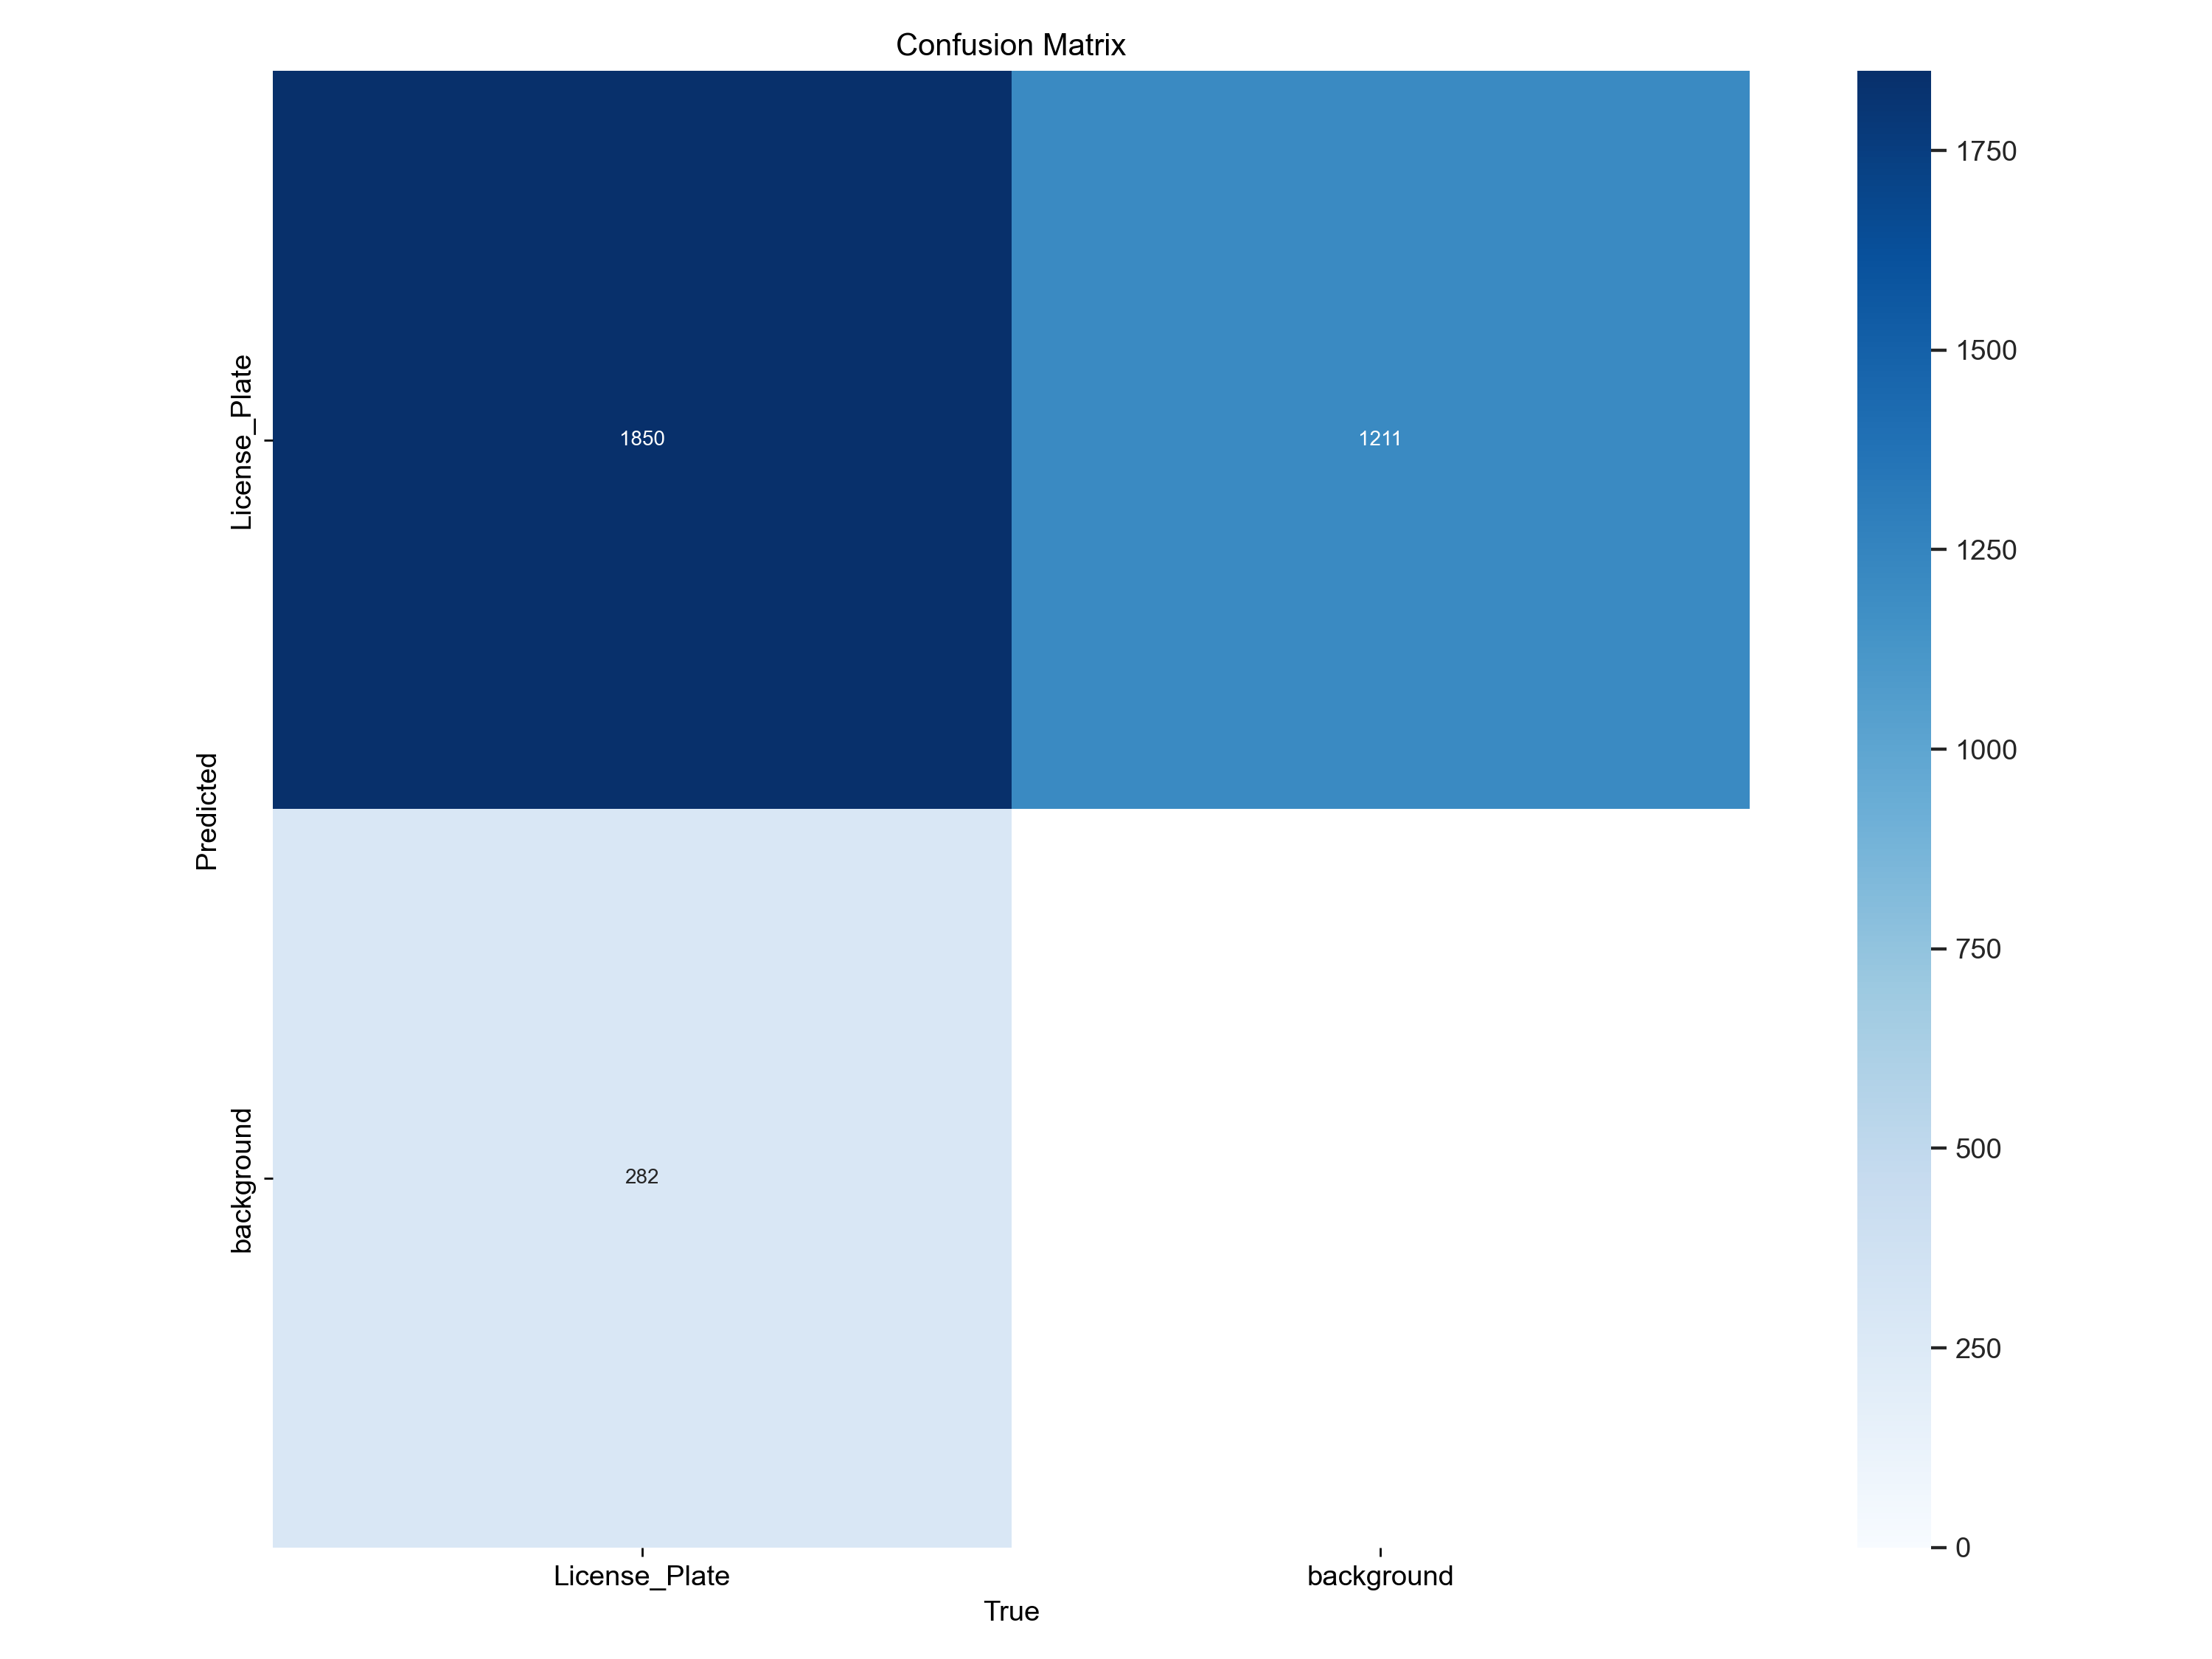 Confusion Matrix
License_Plate
1850
1211
1750
1500
1250
1000
750
500
250
0
Predicted
background
282
License_Plate
background
True